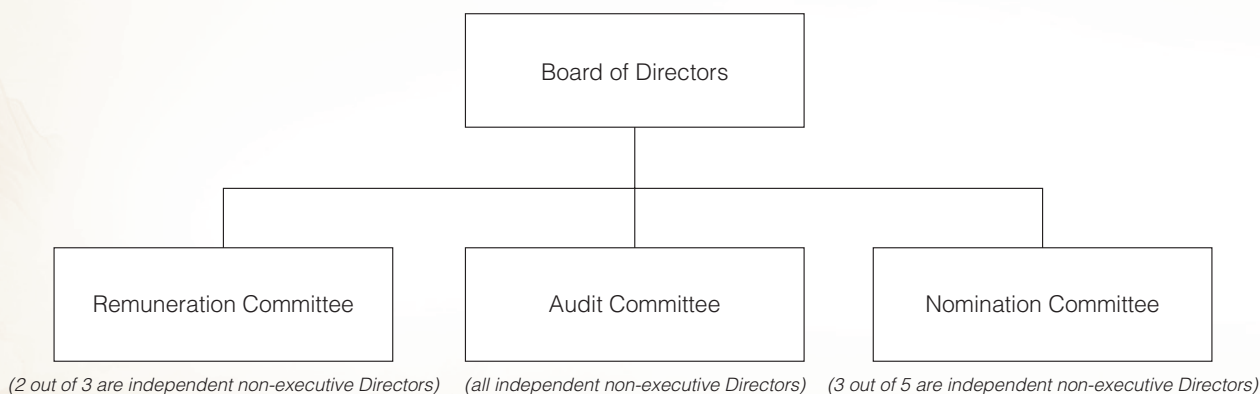 Board of Directors
Remuneration Committee
Audit Committee
Nomination Committee
(2 out of 3 are independent non-executive Directors)
(all independent non-executive Directors)
(3 out of 5 are independent non-executive Directors)